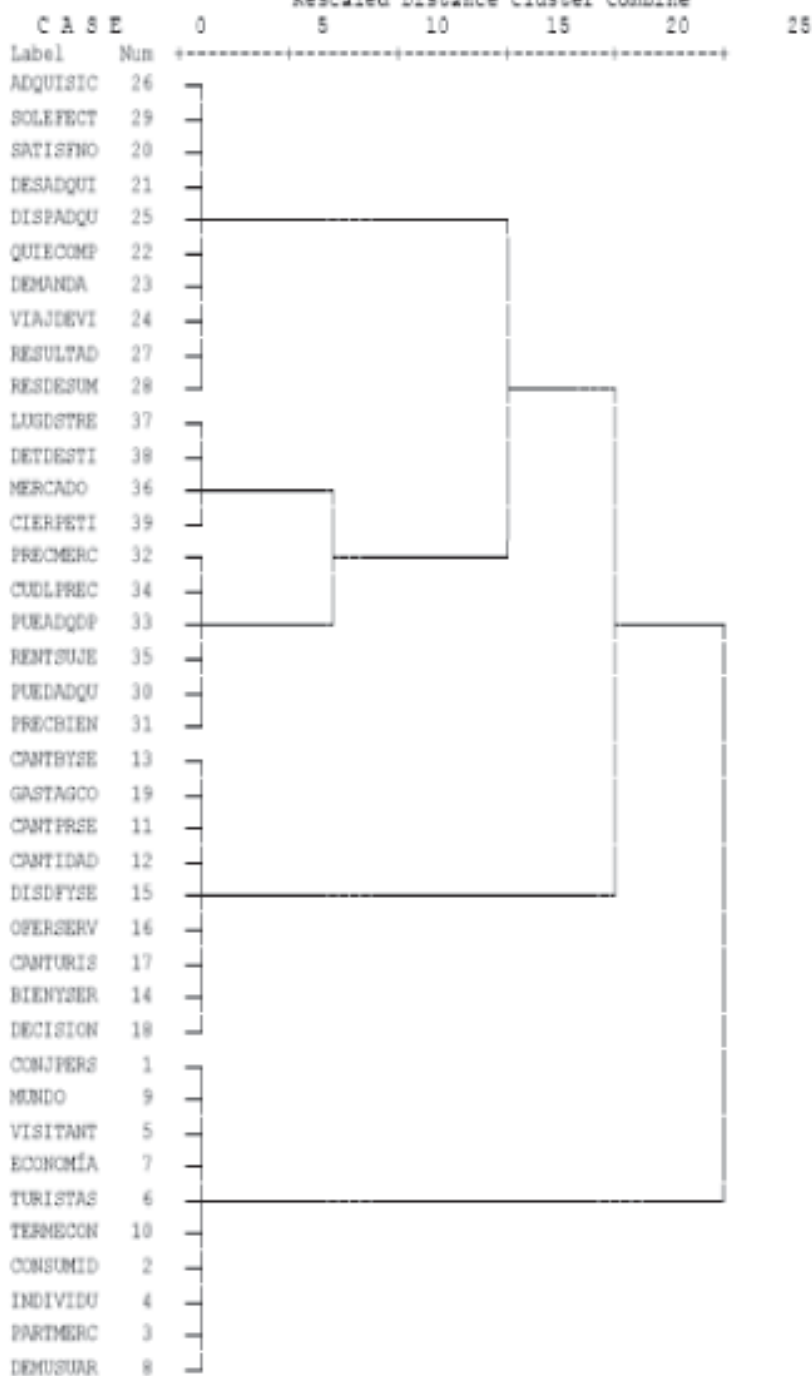 Rescaled Distance Cluster Combine
C A S E 0 5 10 15 20 25
Label Num
ADQUISIC 26
SOLEFECT 29
SATISFNO 20
DESADQUI 21
DISPADQU 25
QUIECOMP 22
DEMANDA 23
VIAJDEVI 24
RESULTAD 27
RESDESUM 28
LUGDSTRE 37
DETDESTI 38
MERCADO 36
CIERPETI 39
PRECMERC 32
CUDLPREC 34
PUEADQDP 33
RENTSUJE 35
PUEDADQU 30
PRECBIEN 31
CANTBYSE 13
GASTAGCO 19
CANTPRSE 11
CANTIDAD 12
DISDFYSE 15
OFERSERV 16
CANTURIS 17
BIENYSER 14
DECISION 18
CONJPERS 1
MUNDO 9
VISITANT 5
ECONOMÍA 7
TURISTAS 6
TERMECON 10
CONSUMID 2
INDIVIDU 4
PARTMERC 3
DEMUSUAR 8